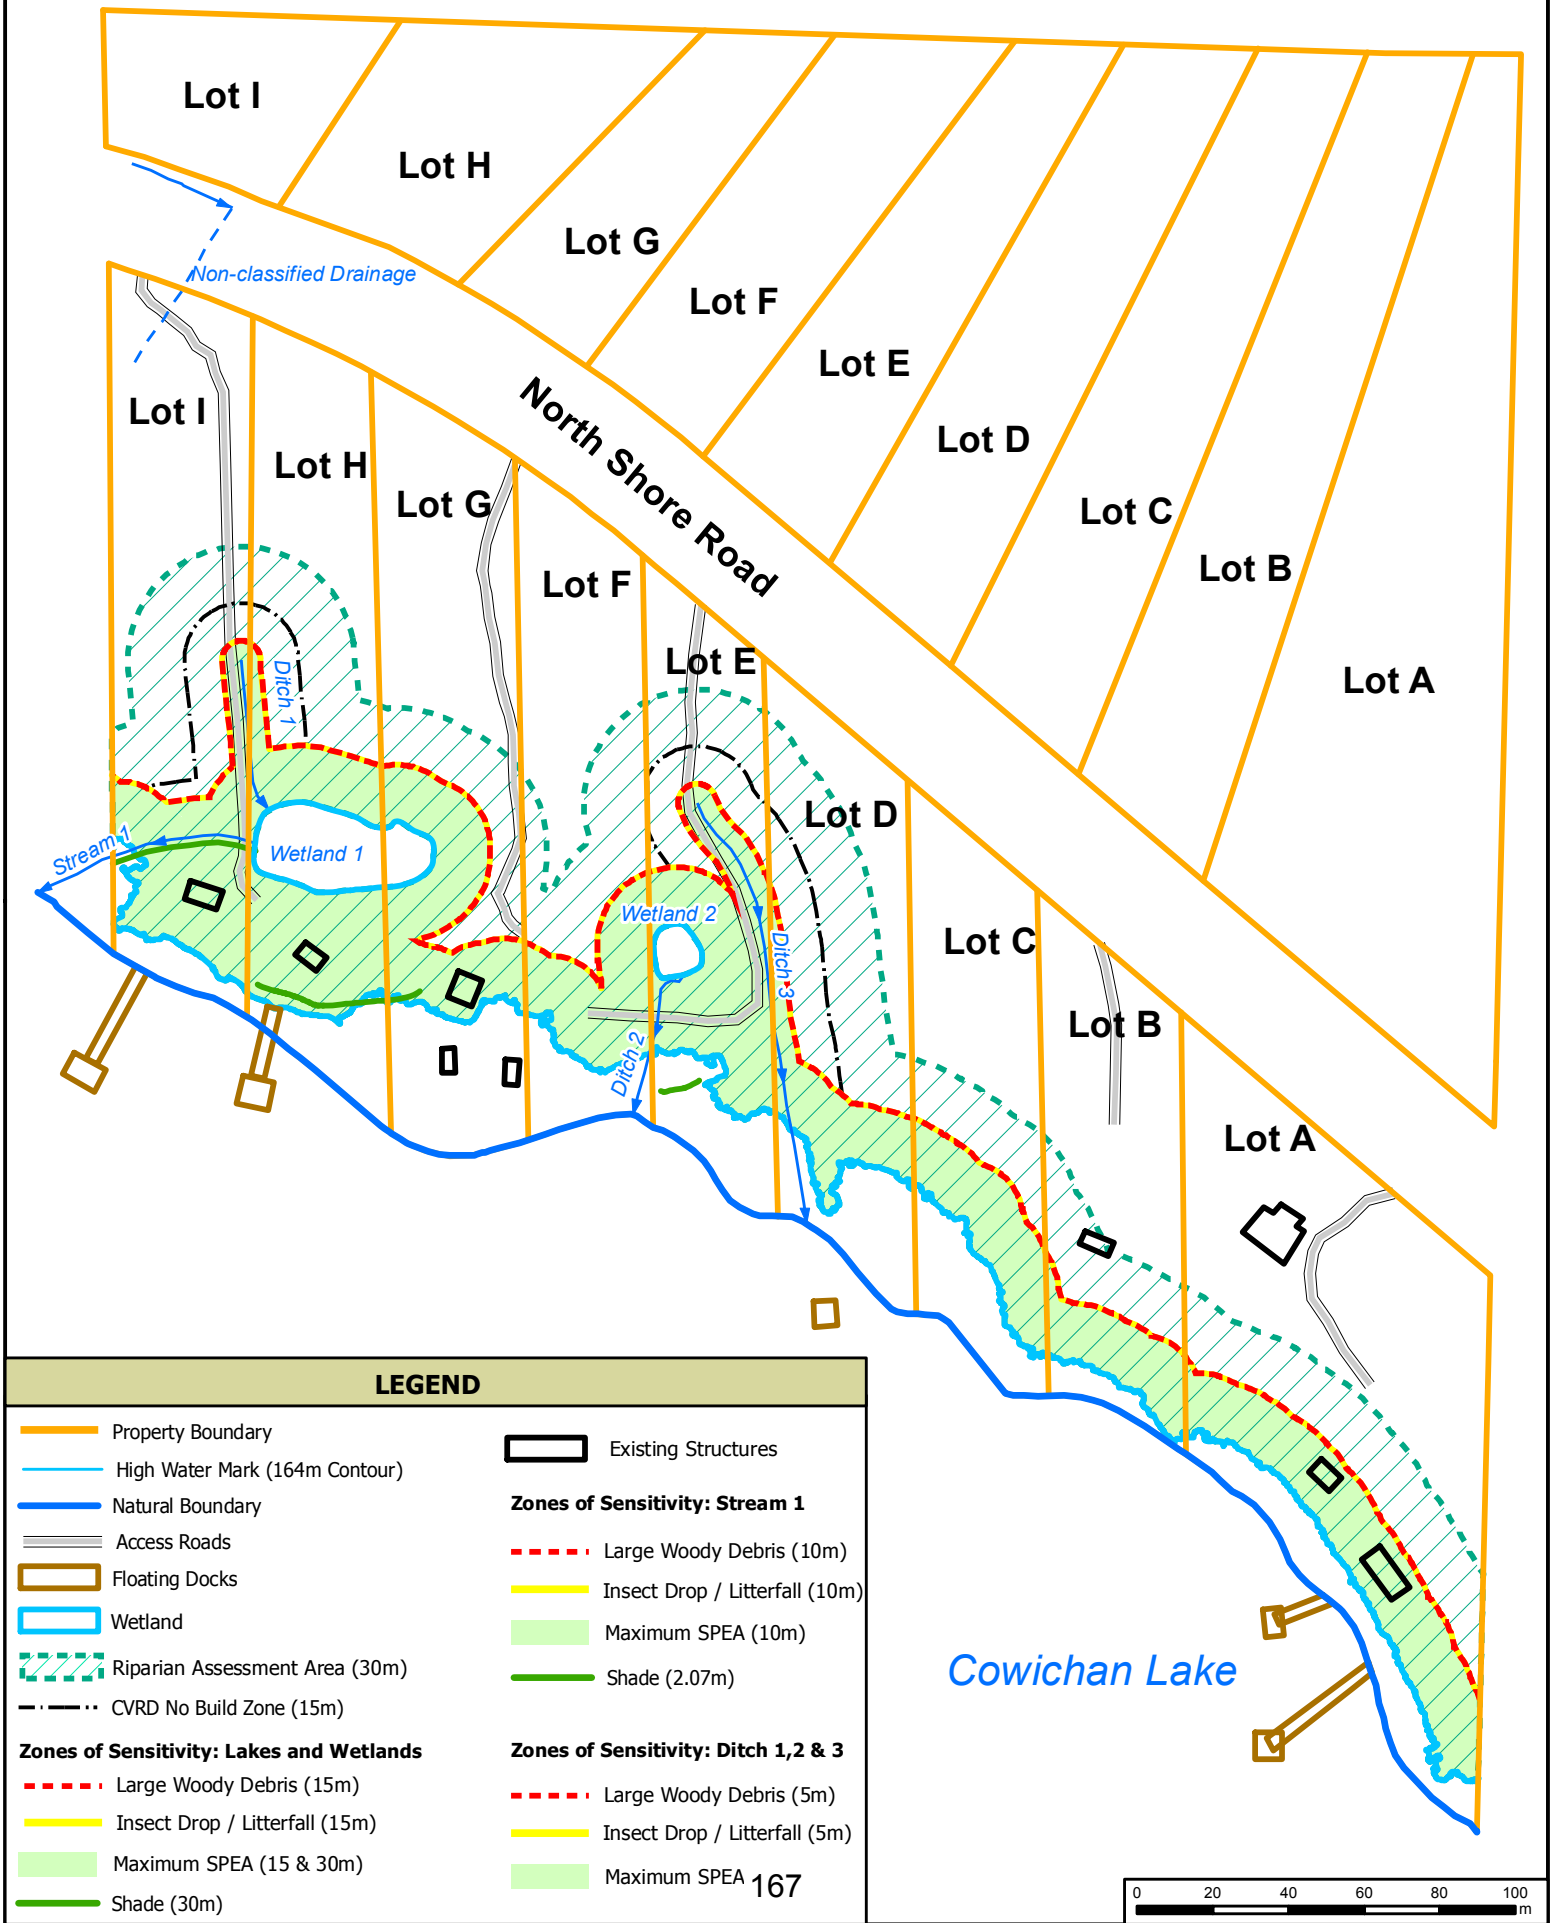 Lot I
Lot H
Lot G
Lot F
Lot E
Lot D
Lot C
Lot B
Lot A
Non-classified Drainage
North Shore Road
Lot I
Lot H
Lot G
Lot F
Lot E
Lot D
Lot C
Lot B
Lot A
Ditch 1
Stream 1
Wetland 1
Wetland 2
Ditch 3
Ditch 2
Cowichan Lake
LEGEND
Property Boundary
High Water Mark (164m Contour)
Natural Boundary
Access Roads
Floating Docks
Wetland
Riparian Assessment Area (30m)
CVRD No Build Zone (15m)
Zones of Sensitivity: Lakes and Wetlands
Large Woody Debris (15m)
Insect Drop / Litterfall (15m)
Maximum SPEA (15 & 30m)
Shade (30m)
Existing Structures
Zones of Sensitivity: Stream 1
Large Woody Debris (10m)
Insect Drop / Litterfall (10m)
Maximum SPEA (10m)
Shade (2.07m)
Zones of Sensitivity: Ditch 1,2 & 3
Large Woody Debris (5m)
Insect Drop / Litterfall (5m)
Maximum SPEA
167
0 20 40 60 80 100
m